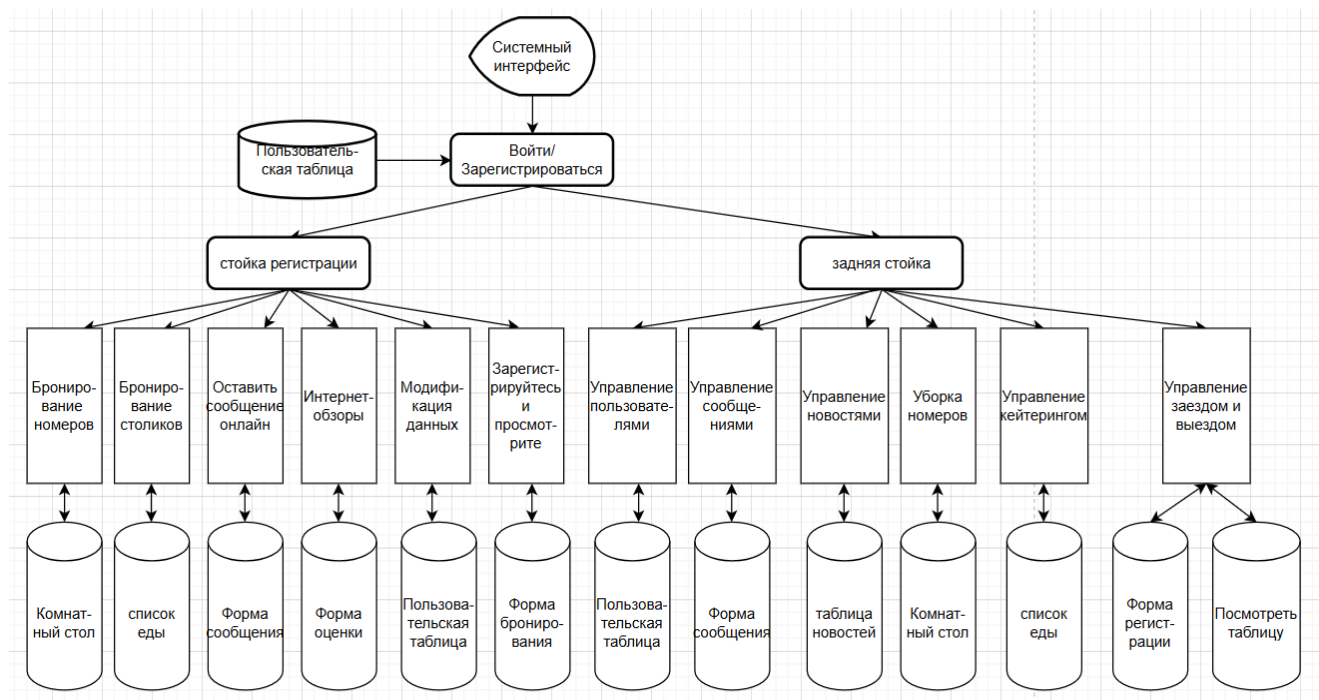 Системный
интерфейс
Пользователь-
ская таблица
Войти/
Зарегистрироваться
стойка регистрации
задняя стойка
Брониро-
вание
номеров
Брониро-
вание
столиков
Оставить
сообщение
онлайн
Интернет-
обзоры
Модифи-
кация
данных
Зарегист-
рируйтесь
и
просмот-
рите
Управление
пользовате-
лями
Управление
сообще-
ниями
Управление
новостями
Уборка
номеров
Управление
кейтерингом
Управление
заездом и
выездом
Комнат-
ный стол
список
еды
Форма
сообщения
Форма
оценки
Пользова-
тельская
таблица
Форма
брониро-
вания
Пользова-
тельская
таблица
Форма
сообщения
таблица
новостей
Комнат-
ный стол
список
еды
Форма
регист-
рации
Посмотреть
таблицу